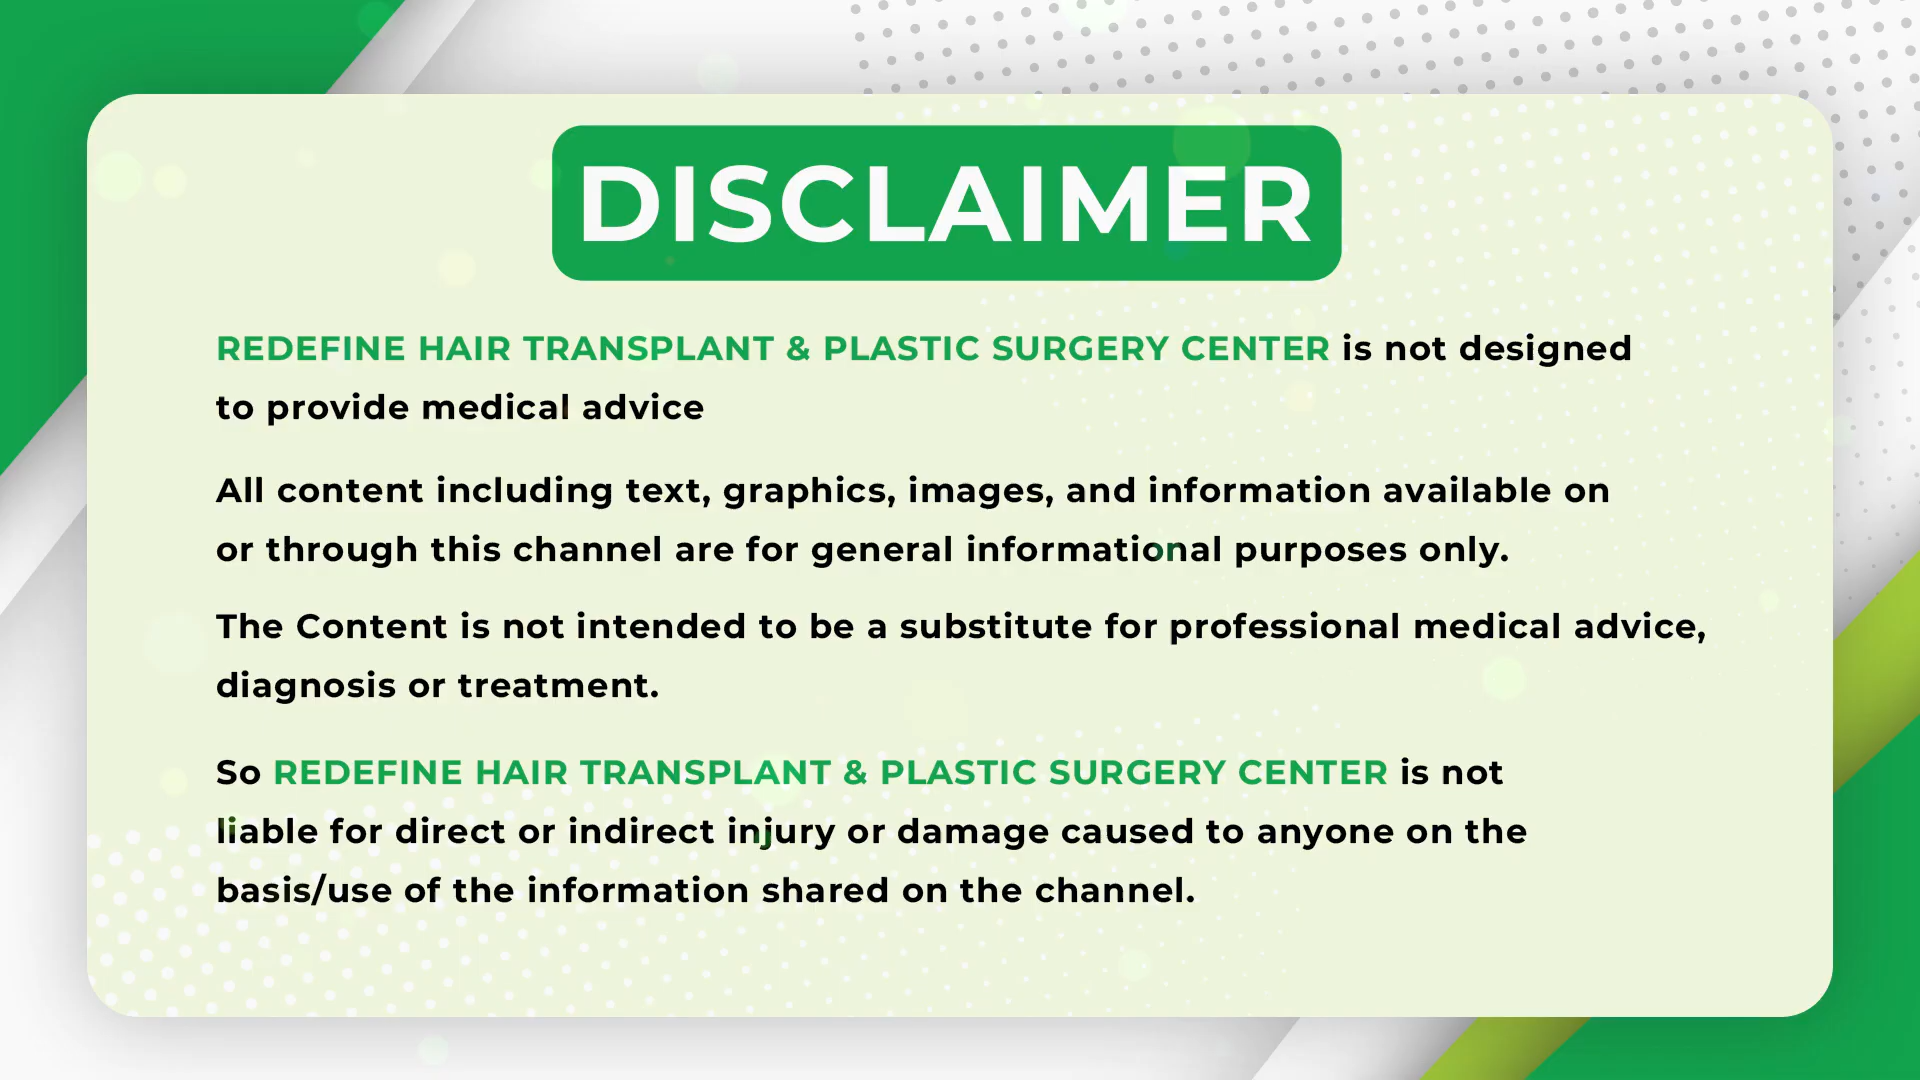 DISCLAIMER
REDEFINE HAIR TRANSPLANT & PLASTIC SURGERY CENTER is not designed
to provide medical advice
All content including text, graphics, images, and information available on
or through this channel are for general informational purposes only.
The Content is not intended to be a substitute for professional medical advice,
diagnosis or treatment.
So REDEFINE HAIR TRANSPLANT & PLASTIC SURGERY CENTER is not
liable for direct or indirect injury or damage caused to anyone on the
basis/use of the information shared on the channel.